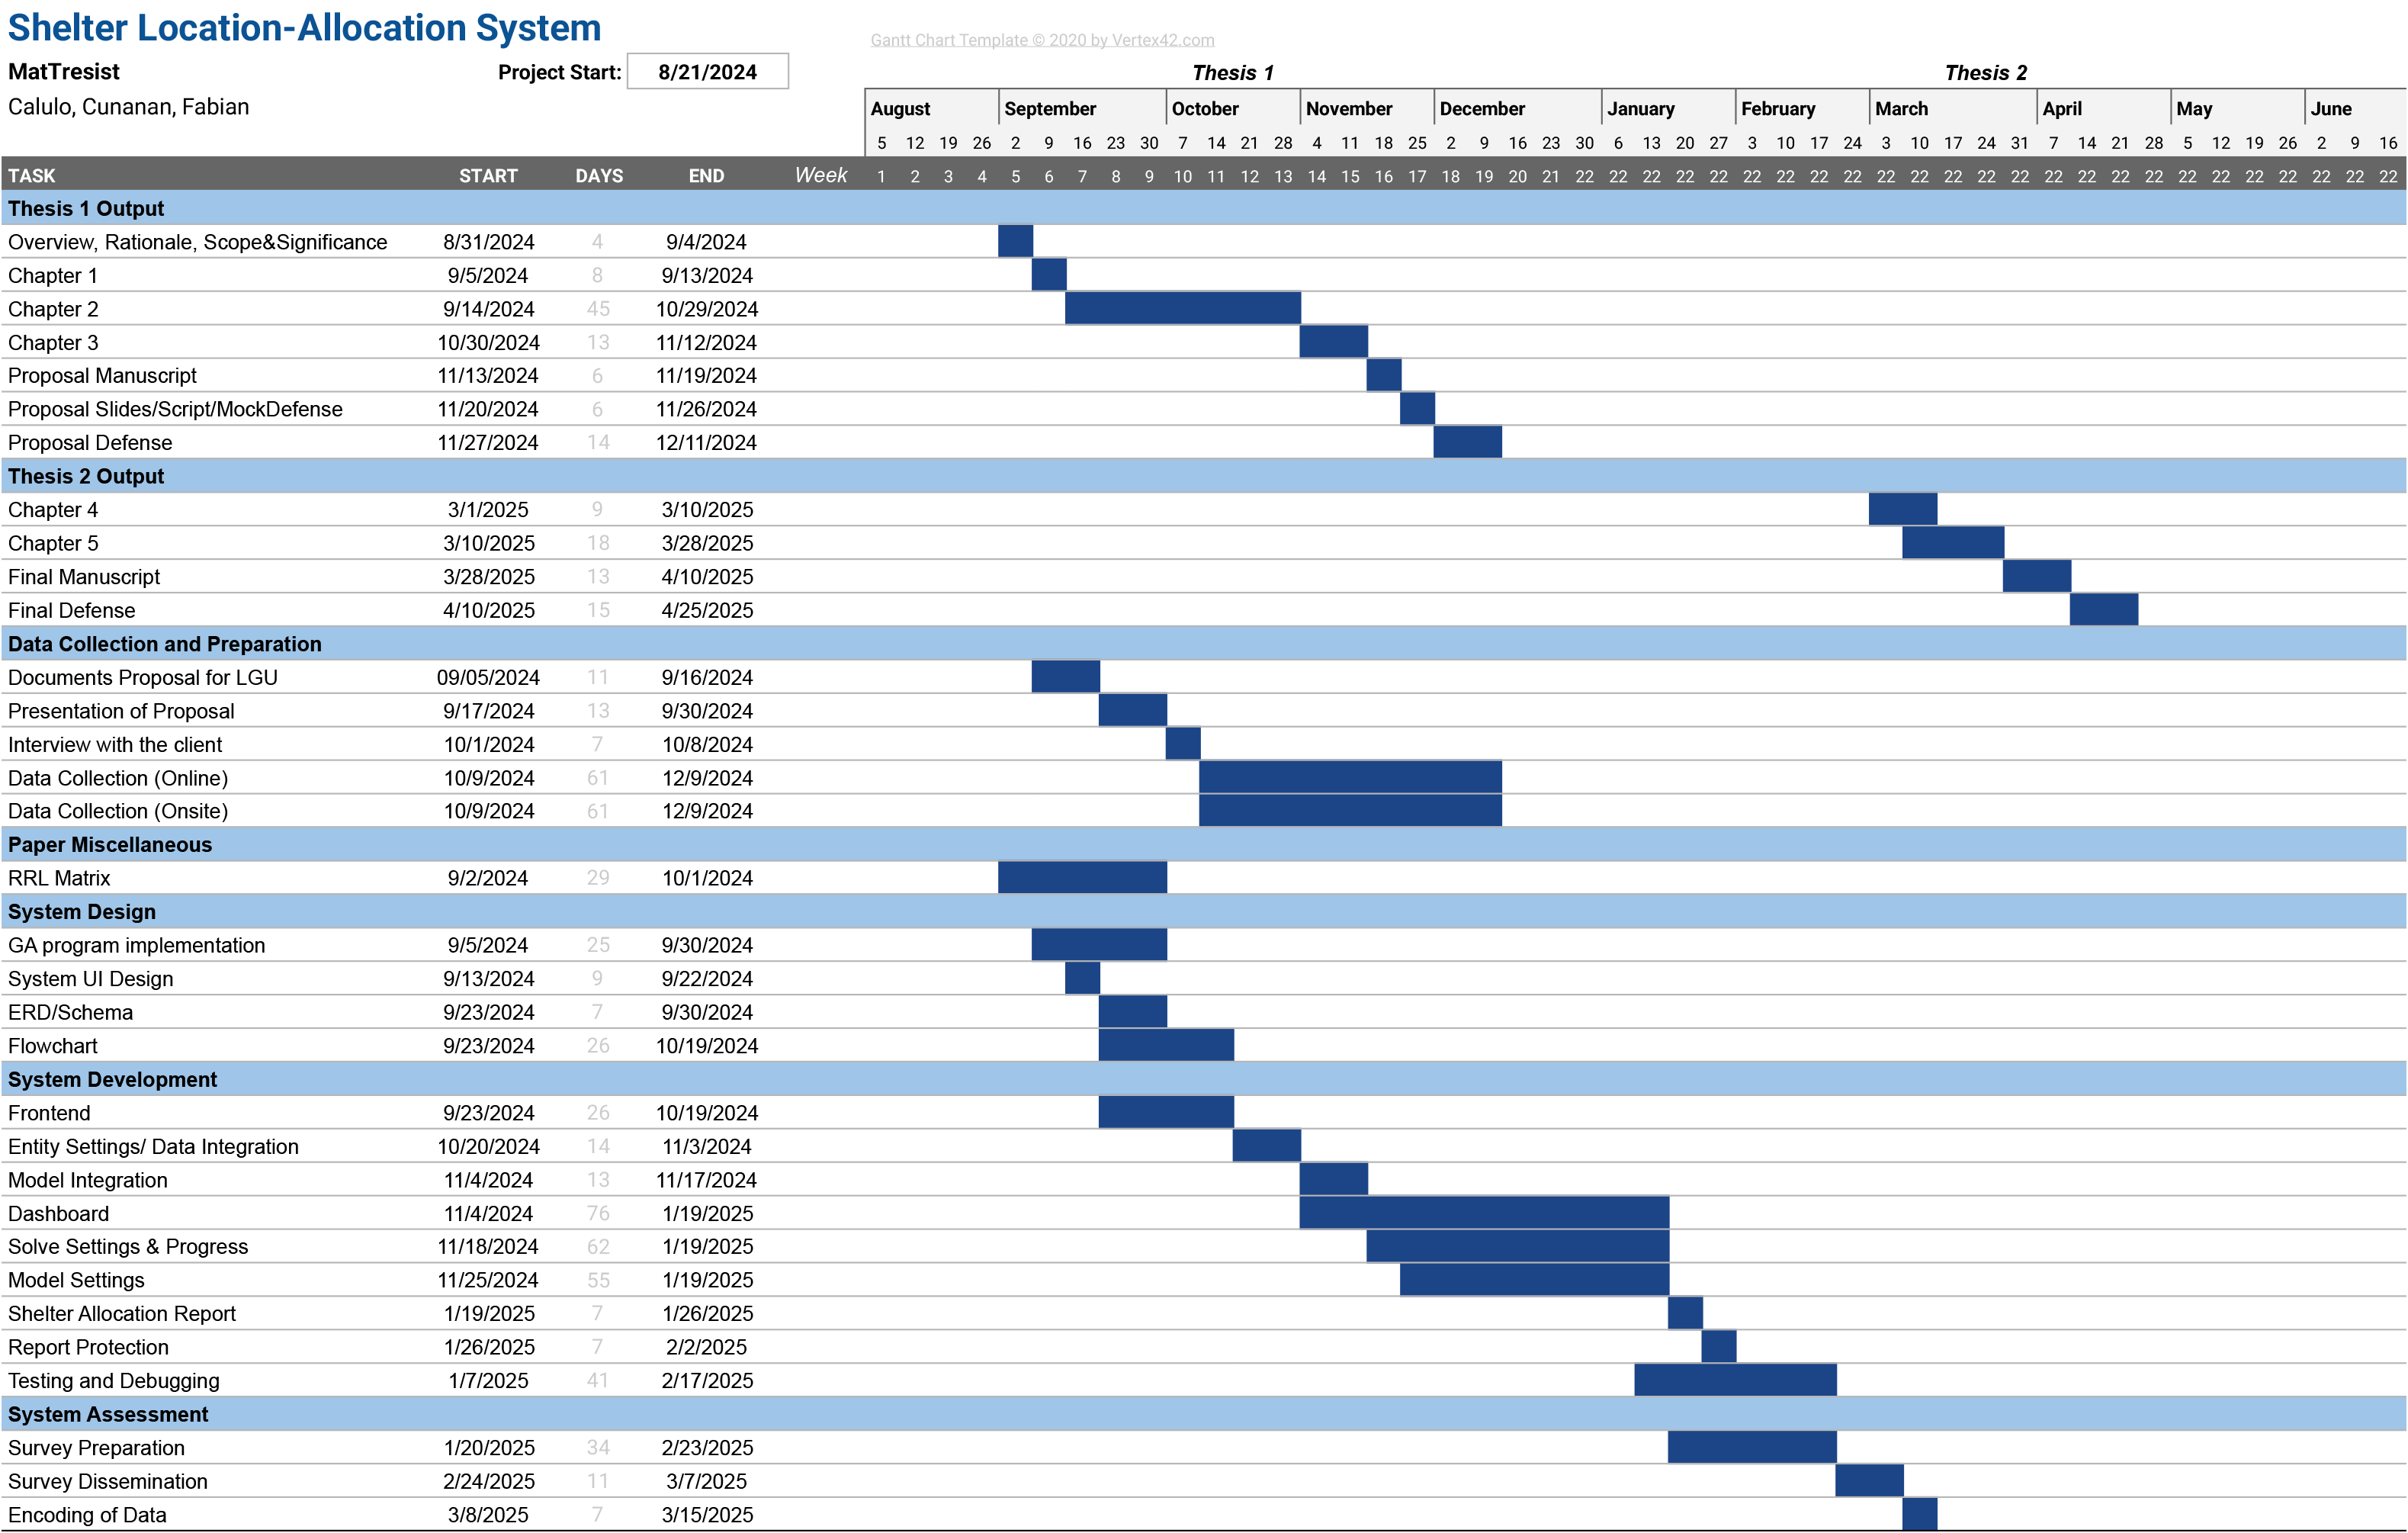 Shelter Location-Allocation System
Gantt Chart Template © 2020 by Vertex42.com
MatTresist Project Start: 8/21/2024 Thesis 1 Thesis 2
Calulo, Cunanan, Fabian
August September October November December January February March April May June
5 12 19 26 2 9 16 23 30 7 14 21 28 4 11 18 25 2 9 16 23 30 6 13 20 27 3 10 17 24 3 10 17 24 31 7 14 21 28 5 12 19 26 2 9 16
TASK START DAYS END Week 1 2 3 4 5 6 7 8 9 10 11 12 13 14 15 16 17 18 19 20 21 22 22 22 22 22 22 22 22 22 22 22 22 22 22 22 22 22 22 22 22 22 22 22 22 22
Thesis 1 Output
Overview, Rationale, Scope&Significance 8/31/2024 4 9/4/2024
Chapter 1 9/5/2024 8 9/13/2024
Chapter 2 9/14/2024 45 10/29/2024
Chapter 3 10/30/2024 13 11/12/2024
Proposal Manuscript 11/13/2024 6 11/19/2024
Proposal Slides/Script/MockDefense 11/20/2024 6 11/26/2024
Proposal Defense 11/27/2024 14 12/11/2024
Thesis 2 Output
Chapter 4 3/1/2025 9 3/10/2025
Chapter 5 3/10/2025 18 3/28/2025
Final Manuscript 3/28/2025 13 4/10/2025
Final Defense 4/10/2025 15 4/25/2025
Data Collection and Preparation
Documents Proposal for LGU 09/05/2024 11 9/16/2024
Presentation of Proposal 9/17/2024 13 9/30/2024
Interview with the client 10/1/2024 7 10/8/2024
Data Collection (Online) 10/9/2024 61 12/9/2024
Data Collection (Onsite) 10/9/2024 61 12/9/2024
Paper Miscellaneous
RRL Matrix 9/2/2024 29 10/1/2024
System Design
GA program implementation 9/5/2024 25 9/30/2024
System UI Design 9/13/2024 9 9/22/2024
ERD/Schema 9/23/2024 7 9/30/2024
Flowchart 9/23/2024 26 10/19/2024
System Development
Frontend 9/23/2024 26 10/19/2024
Entity Settings/ Data Integration 10/20/2024 14 11/3/2024
Model Integration 11/4/2024 13 11/17/2024
Dashboard 11/4/2024 76 1/19/2025
Solve Settings & Progress 11/18/2024 62 1/19/2025
Model Settings 11/25/2024 55 1/19/2025
Shelter Allocation Report 1/19/2025 7 1/26/2025
Report Protection 1/26/2025 7 2/2/2025
Testing and Debugging 1/7/2025 41 2/17/2025
System Assessment
Survey Preparation 1/20/2025 34 2/23/2025
Survey Dissemination 2/24/2025 11 3/7/2025
Encoding of Data 3/8/2025 7 3/15/2025